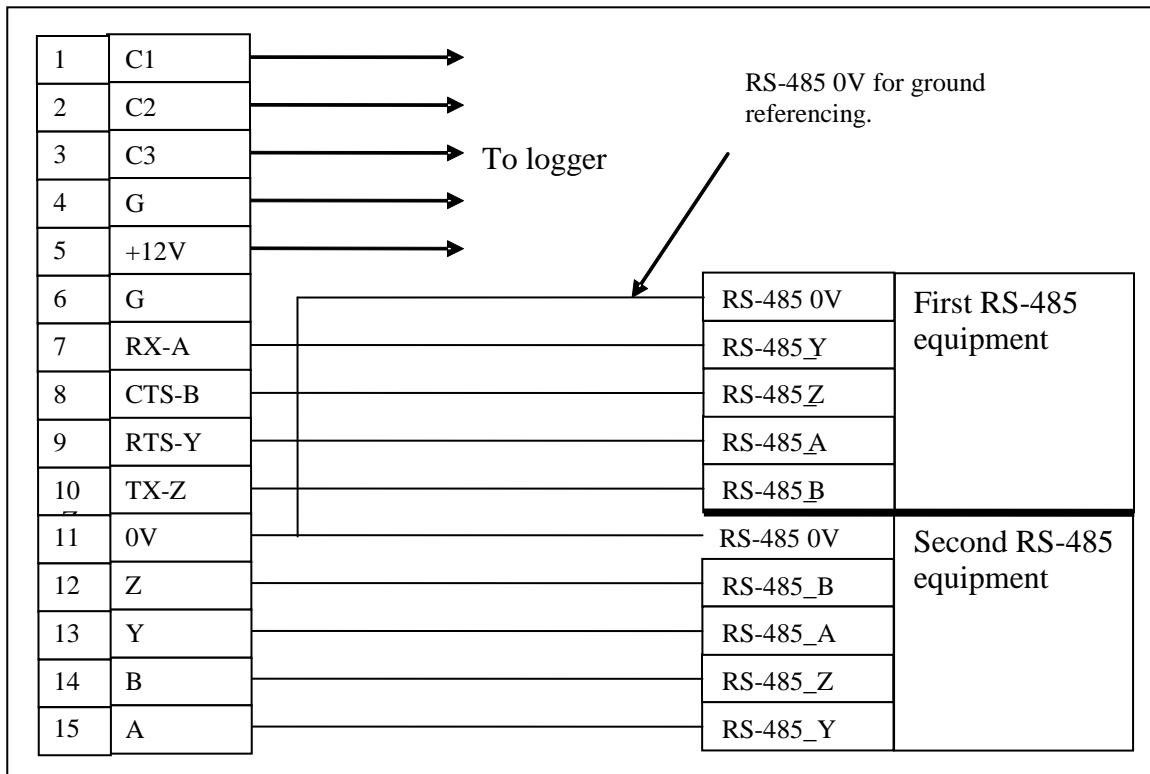 1 C1
2 C2
3 C3
4 G
5 +12V
6 G
7 RX-A
8 CTS-B
9 RTS-Y
10 TX-Z
11 0V
12 Z
13 Y
14 B
15 A
To logger
RS-485 0V for ground
referencing.
RS-485 0V
RS-485_Y
RS-485_Z
RS-485_A
RS-485_B
First RS-485
equipment
RS-485 0V
RS-485_B
RS-485_A
RS-485_Z
RS-485_Y
Second RS-485
equipment